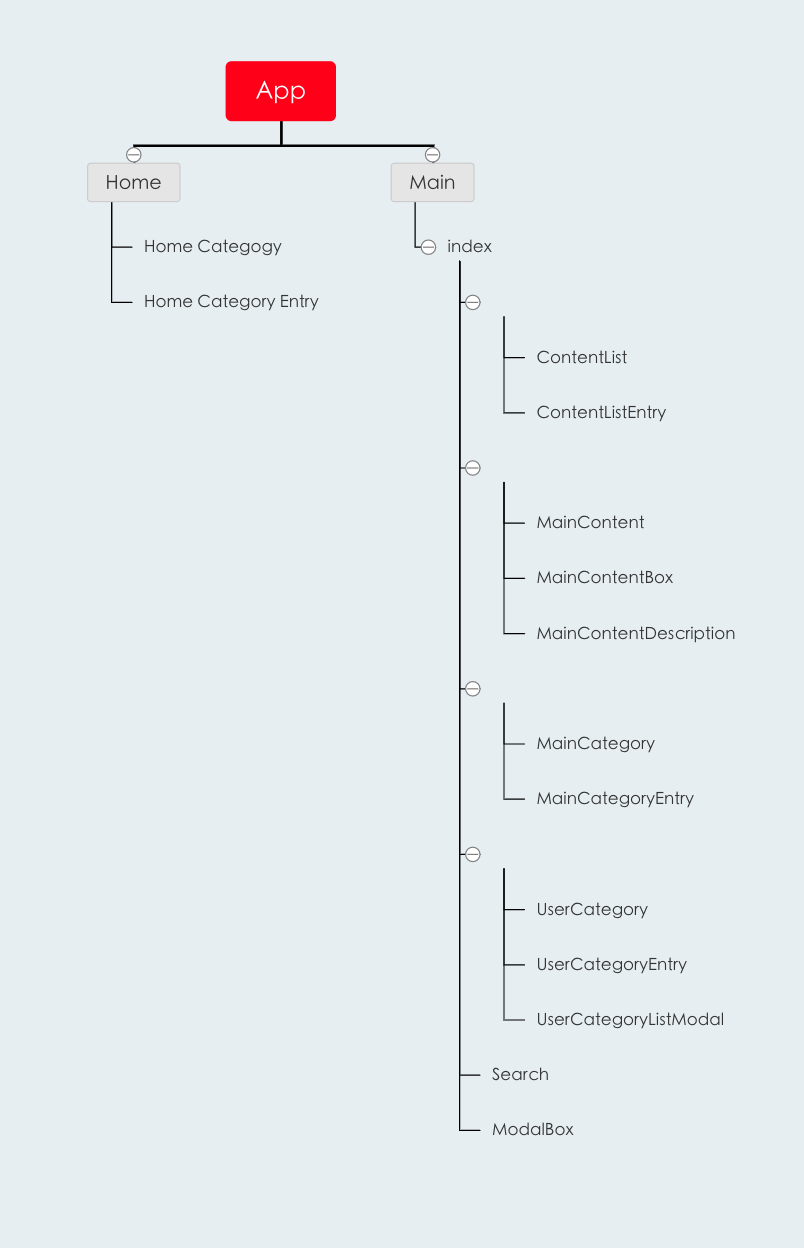 App
Home
Main
Home Categogy
index
Home Category Entry
ContentList
ContentListEntry
MainContent
MainContentBox
MainContentDescription
MainCategory
MainCategoryEntry
UserCategory
UserCategoryEntry
UserCategoryListModal
Search
ModalBox